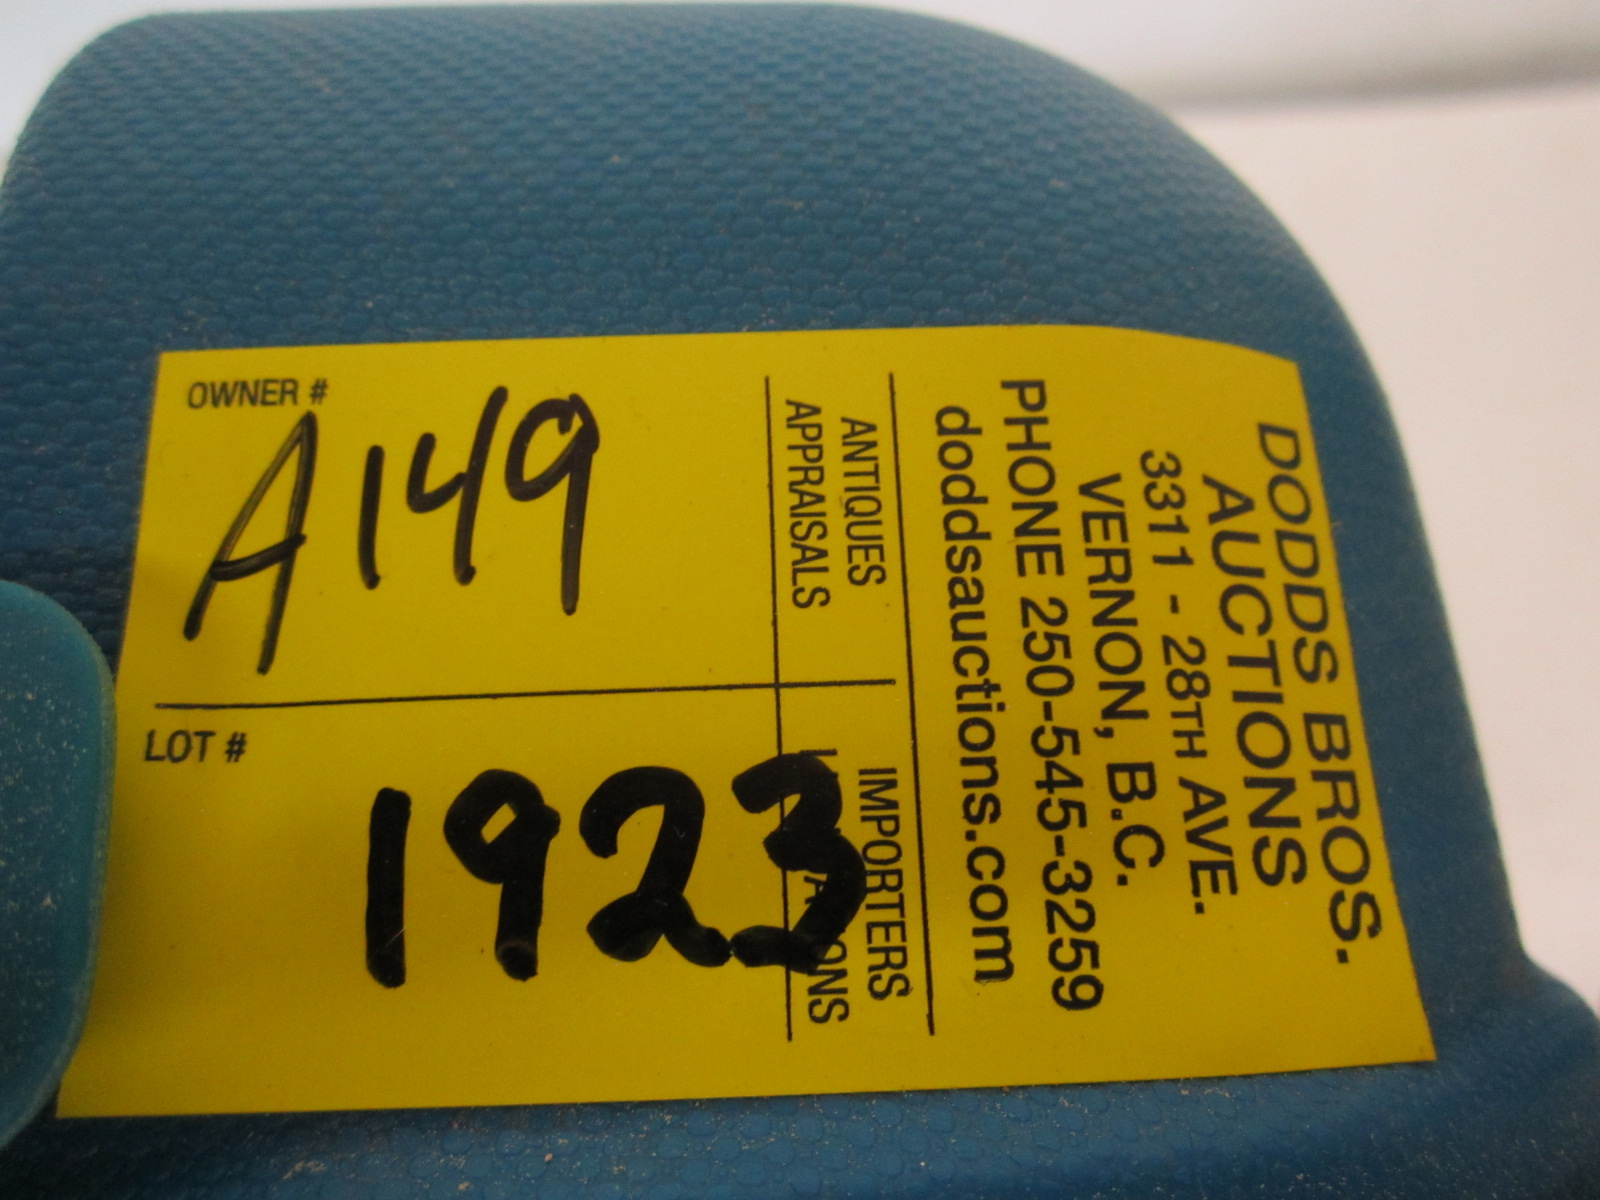 OWNER #
A149
LOT #
1923
ANTIQUES
APPRAISALS
IMPORTERS
DODDS BROS.
AUCTIONS
3311 - 28TH AVE.
VERNON, B.C.
PHONE 250-545-3259
doddsauctions.com